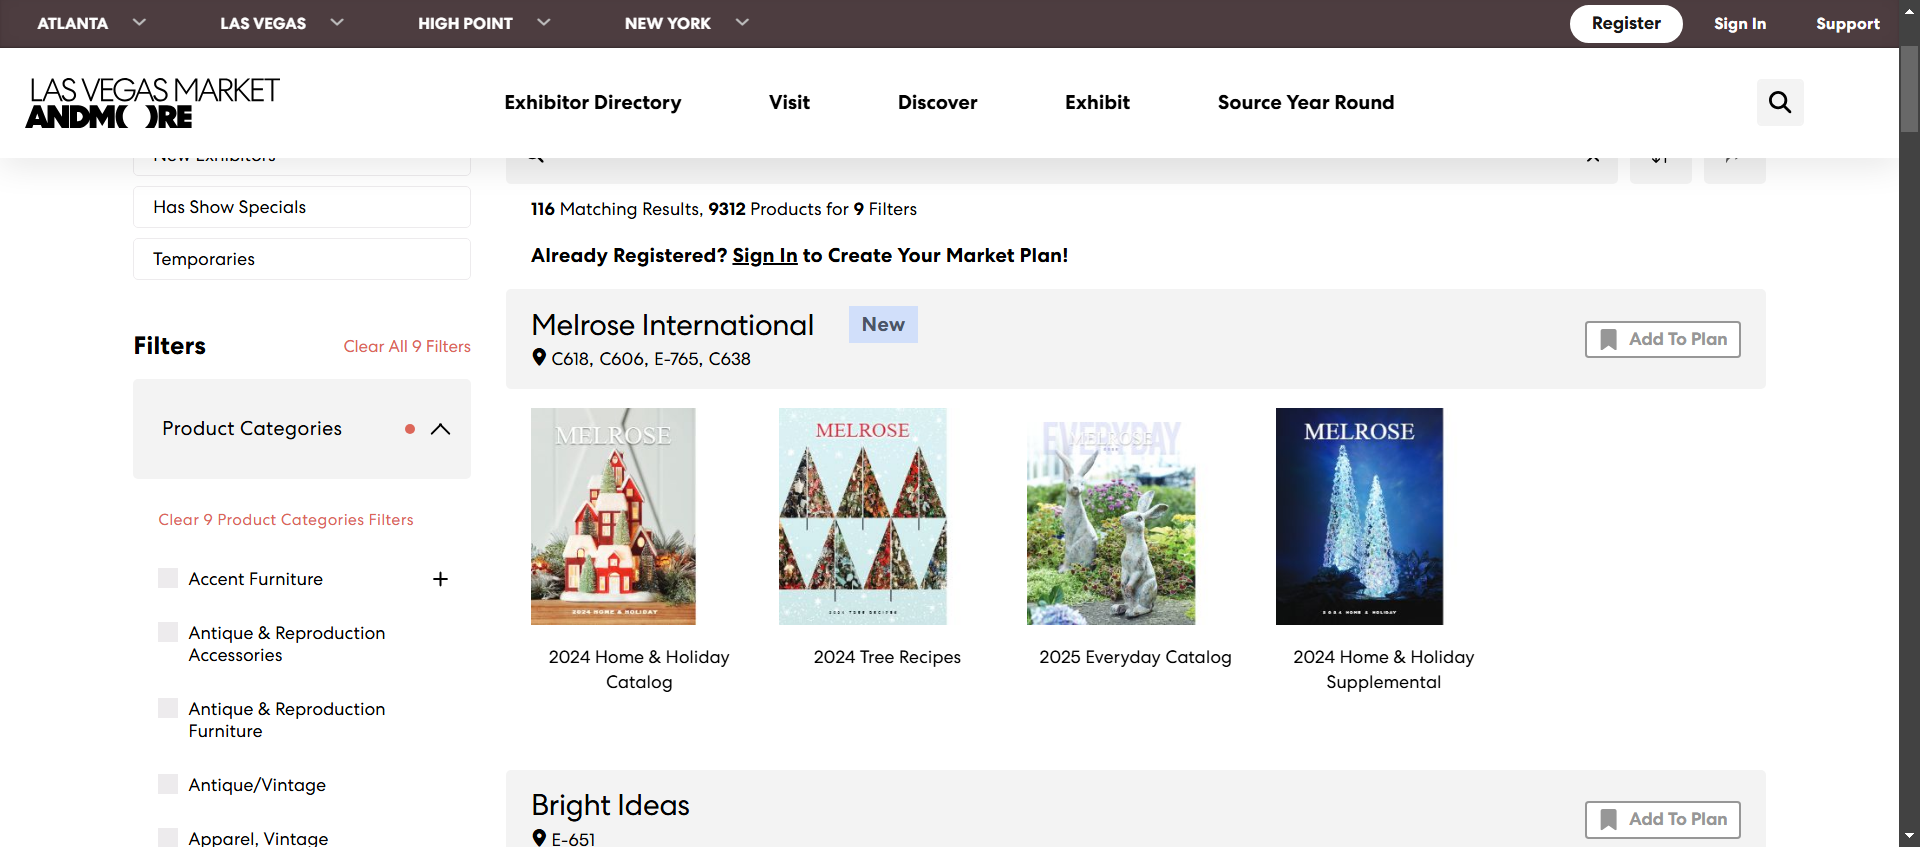 ATLANTA
LAS VEGAS
HIGH POINT
NEW YORK
Register
Sign In
Support
LAS VEGAS MARKET
ANDMORE
Exhibitor Directory
Visit
Discover
Exhibit
Source Year Round
New Exhibitors
Has Show Specials
Temporaries
Filters
Clear All 9 Filters
Product Categories
Clear 9 Product Categories Filters
Accent Furniture
Antique & Reproduction
Accessories
Antique & Reproduction
Furniture
Antique/Vintage
Apparel, Vintage
116 Matching Results, 9312 Products for 9 Filters
Already Registered? Sign In to Create Your Market Plan!
Melrose International
New
C618, C606, E-765, C638
Add To Plan
MELROSE
2024 HOME & HOLIDAY
2024 Home & Holiday
Catalog
MELROSE
2024 TREE RECIPES
2024 Tree Recipes
EVERYDAY
MELROSE
2025 Everyday Catalog
MELROSE
2024 HOME & HOLIDAY
2024 Home & Holiday
Supplemental
Bright Ideas
E-651
Add To Plan